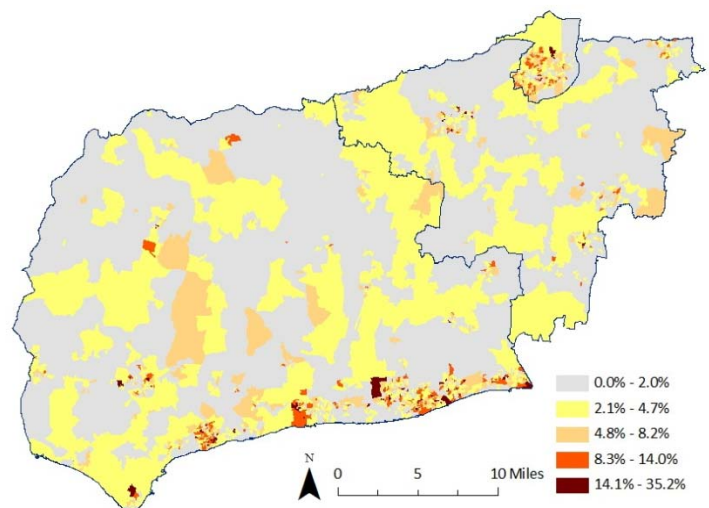 0.0% - 2.0%
2.1% - 4.7%
4.8% - 8.2%
8.3% - 14.0%
14.1% - 35.2%
N
0 5 10 Miles